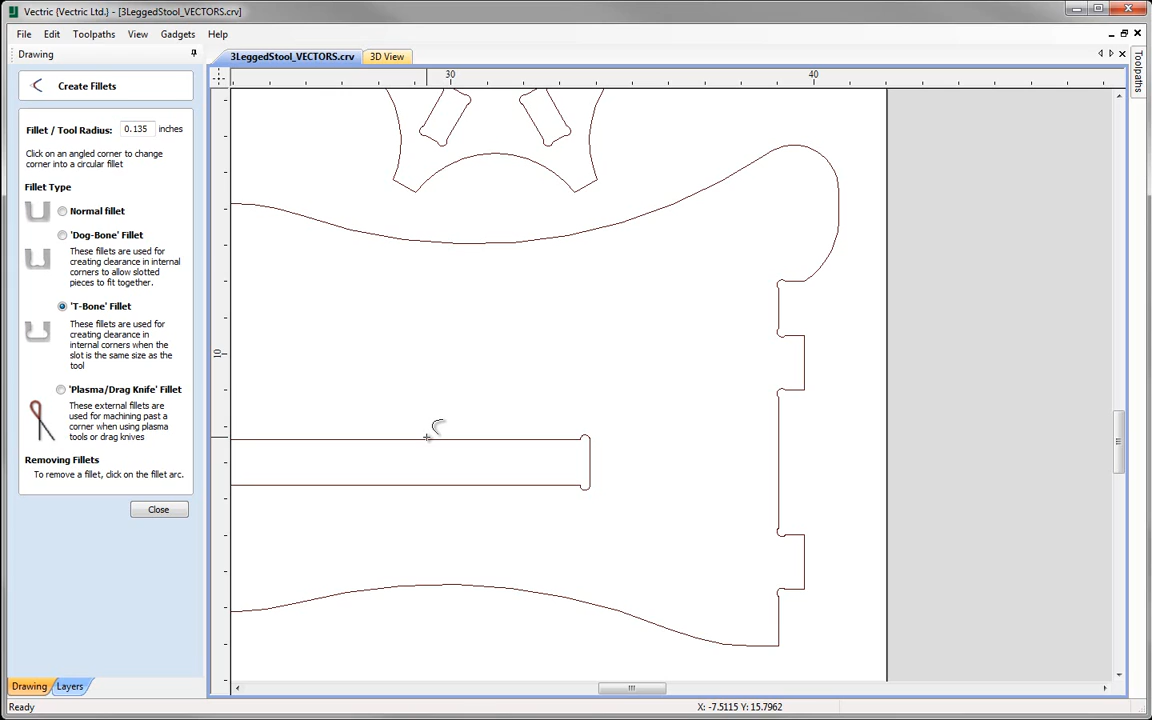 Vectric {Vectric Ltd.} - [3LeggedStool_VECTORS.crv]
File Edit Toolpaths View Gadgets Help
Drawing
3LeggedStool_VECTORS.crv
3D View
Create Fillets
Fillet / Tool Radius: 0.135 inches
Click on an angled corner to change
corner into a circular fillet
Fillet Type
Normal fillet
'Dog-Bone' Fillet
These fillets are used for
creating clearance in internal
corners to allow slotted
pieces to fit together.
'T-Bone' Fillet
These fillets are used for
creating clearance in
internal corners when the
slot is the same size as the
tool
'Plasma/Drag Knife' Fillet
These external fillets are
used for machining past a
corner when using plasma
tools or drag knives
Removing Fillets
To remove a fillet, click on the fillet arc.
Close
Drawing
Layers
30
40
10
Toolpaths
Ready
X: -7.5115 Y: 15.7962